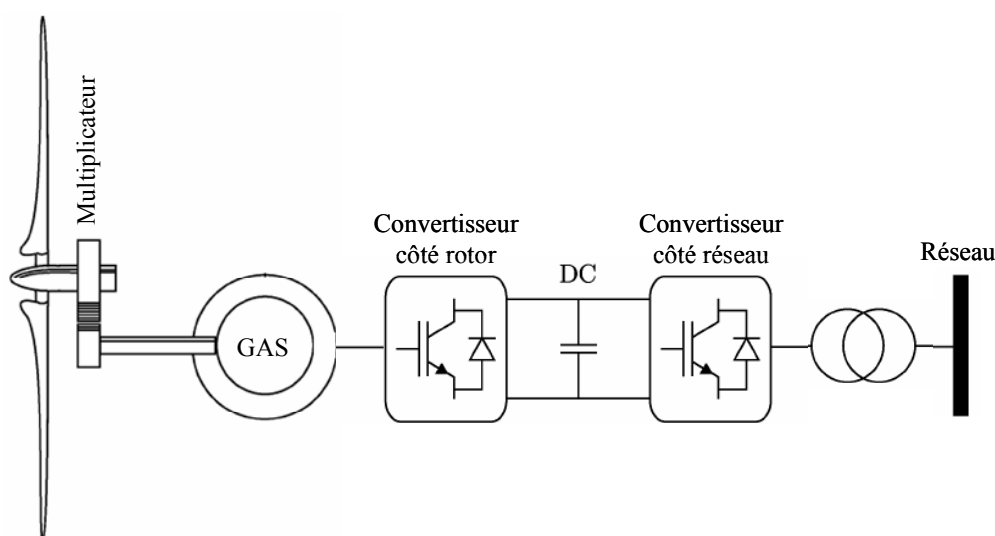 Multiplicateur
GAS
Convertisseur
côté rotor
DC
Convertisseur
côté réseau
Réseau